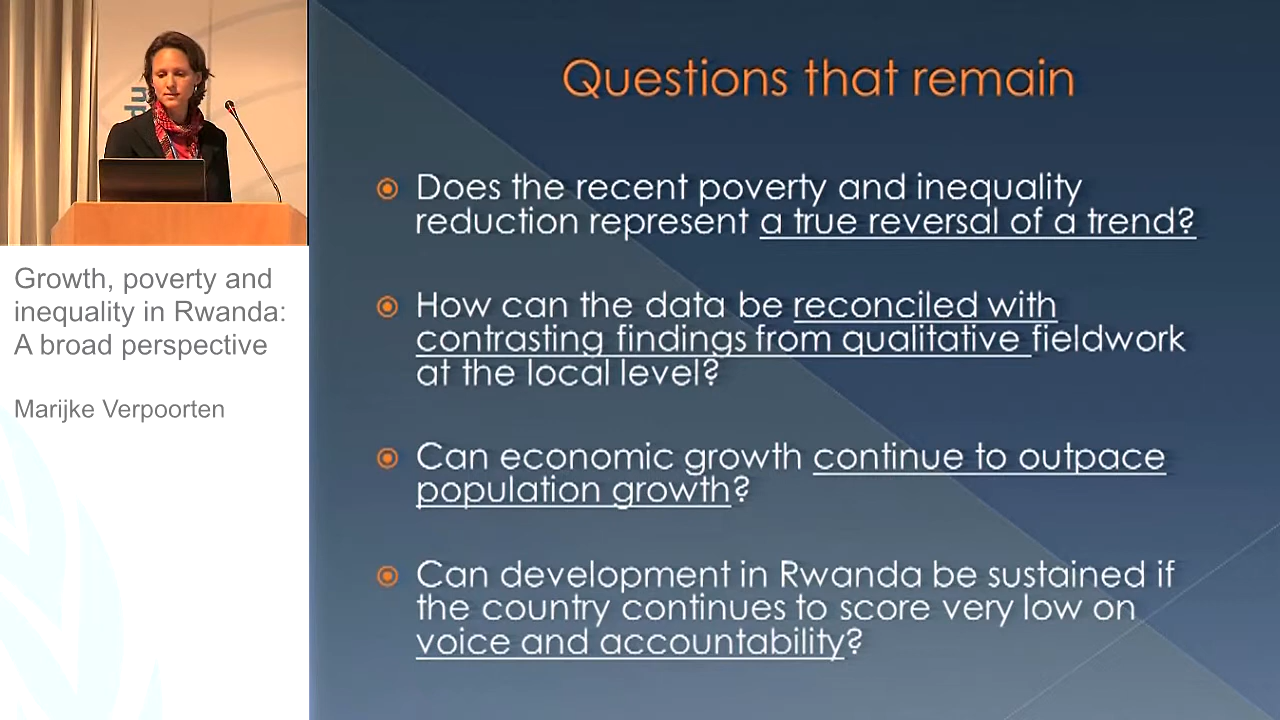 Growth, poverty and
inequality in Rwanda:
A broad perspective
Marijke Verpoorten
Questions that remain
Does the recent poverty and inequality
reduction represent a true reversal of a trend?
How can the data be reconciled with
contrasting findings from qualitative fieldwork
at the local level?
Can economic growth continue to outpace
population growth?
Can development in Rwanda be sustained if
the country continues to score very low on
voice and accountability?